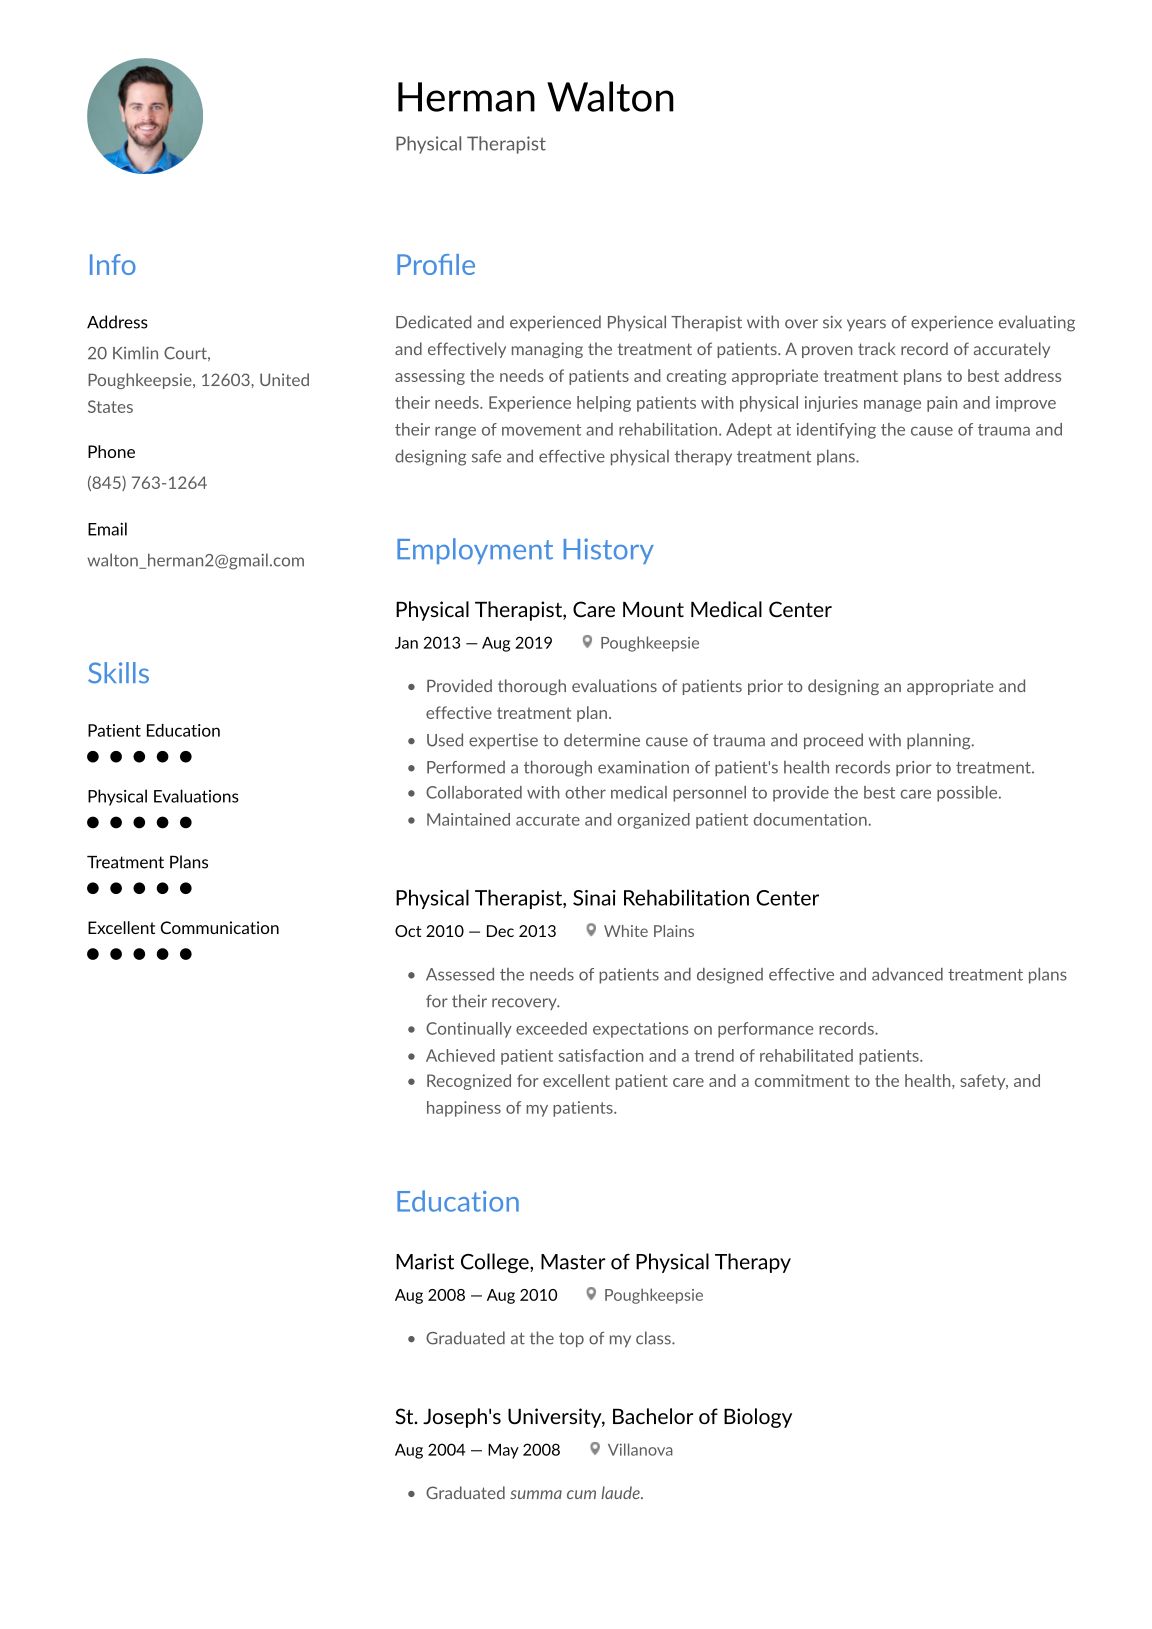 Herman Walton
Physical Therapist
Info
Address
20 Kimlin Court,
Poughkeepsie, 12603, United
States
Phone
(845) 763-1264
Email
walton_herman2@gmail.com
Skills
Patient Education
Physical Evaluations
Treatment Plans
Excellent Communication
Profile
Dedicated and experienced Physical Therapist with over six years of experience evaluating
and effectively managing the treatment of patients. A proven track record of accurately
assessing the needs of patients and creating appropriate treatment plans to best address
their needs. Experience helping patients with physical injuries manage pain and improve
their range of movement and rehabilitation. Adept at identifying the cause of trauma and
designing safe and effective physical therapy treatment plans.
Employment History
Physical Therapist, Care Mount Medical Center
Jan 2013 — Aug 2019 Poughkeepsie
• Provided thorough evaluations of patients prior to designing an appropriate and
effective treatment plan.
• Used expertise to determine cause of trauma and proceed with planning.
• Performed a thorough examination of patient's health records prior to treatment.
• Collaborated with other medical personnel to provide the best care possible.
• Maintained accurate and organized patient documentation.
Physical Therapist, Sinai Rehabilitation Center
Oct 2010 — Dec 2013 White Plains
• Assessed the needs of patients and designed effective and advanced treatment plans
for their recovery.
• Continually exceeded expectations on performance records.
• Achieved patient satisfaction and a trend of rehabilitated patients.
• Recognized for excellent patient care and a commitment to the health, safety, and
happiness of my patients.
Education
Marist College, Master of Physical Therapy
Aug 2008 — Aug 2010 Poughkeepsie
• Graduated at the top of my class.
St. Joseph's University, Bachelor of Biology
Aug 2004 — May 2008 Villanova
• Graduated summa cum laude.